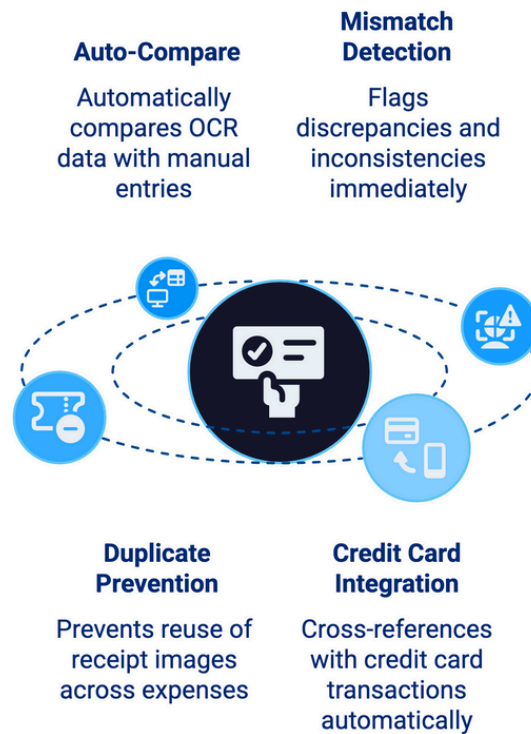 Auto-Compare
Automatically
compares OCR
data with manual
entries
Mismatch
Detection
Flags
discrepancies and
inconsistencies
immediately
Duplicate
Prevention
Prevents reuse of
receipt images
across expenses
Credit Card
Integration
Cross-references
with credit card
transactions
automatically